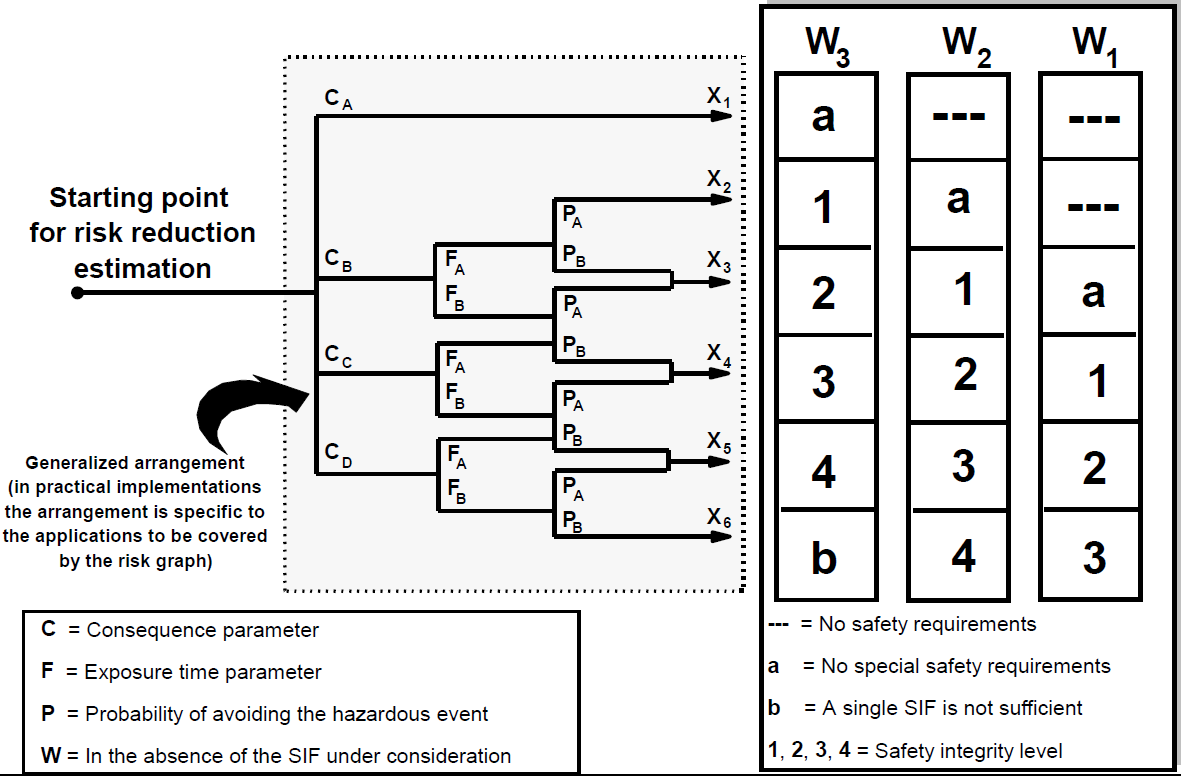 W3 W2 W1
CA X1
a --- ---
X2
Starting point
for risk reduction
estimation
PA
1 a ---
CB FA PB X3
FB PA
2 1 a
CC FA PB X4
FB PA
3 2 1
CD FA PB X5
FB PA
4 3 2
PB X6
b 4 3
Generalized arrangement
(in practical implementations
the arrangement is specific to
the applications to be covered
by the risk graph)
C = Consequence parameter
F = Exposure time parameter
P = Probability of avoiding the hazardous event
W = In the absence of the SIF under consideration
--- = No safety requirements
a = No special safety requirements
b = A single SIF is not sufficient
1, 2, 3, 4 = Safety integrity level